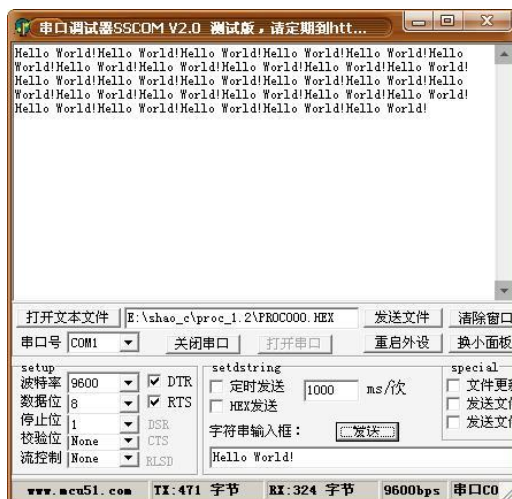 串口调试器SSCOM V2.0 测试版，请定期到htt...
Hello World!Hello World!Hello World!Hello World!Hello World!Hello
World!Hello World!Hello World!Hello World!Hello World!Hello World!
Hello World!Hello World!Hello World!Hello World!Hello World!Hello
World!Hello World!Hello World!Hello World!Hello World!Hello World!
Hello World!Hello World!Hello World!Hello World!Hello World!
打开文本文件 E:\shao_c\proc_1.2\PROC000.HEX 发送文件 清除窗口
串口号 COM1 关闭串口 打开串口 重启外设 换小面板
setup setdstring special
波特率 9600 DTR 定时发送 1000 ms/次 文件更新
数据位 8 RTS HEX发送 发送文件
停止位 1 DSR 发送文件
校验位 None CTS 字符串输入框： 发送
流控制 None RLSD Hello World!
www.mcu51.com TX:471 字节 RX:324 字节 9600bps 串口CO